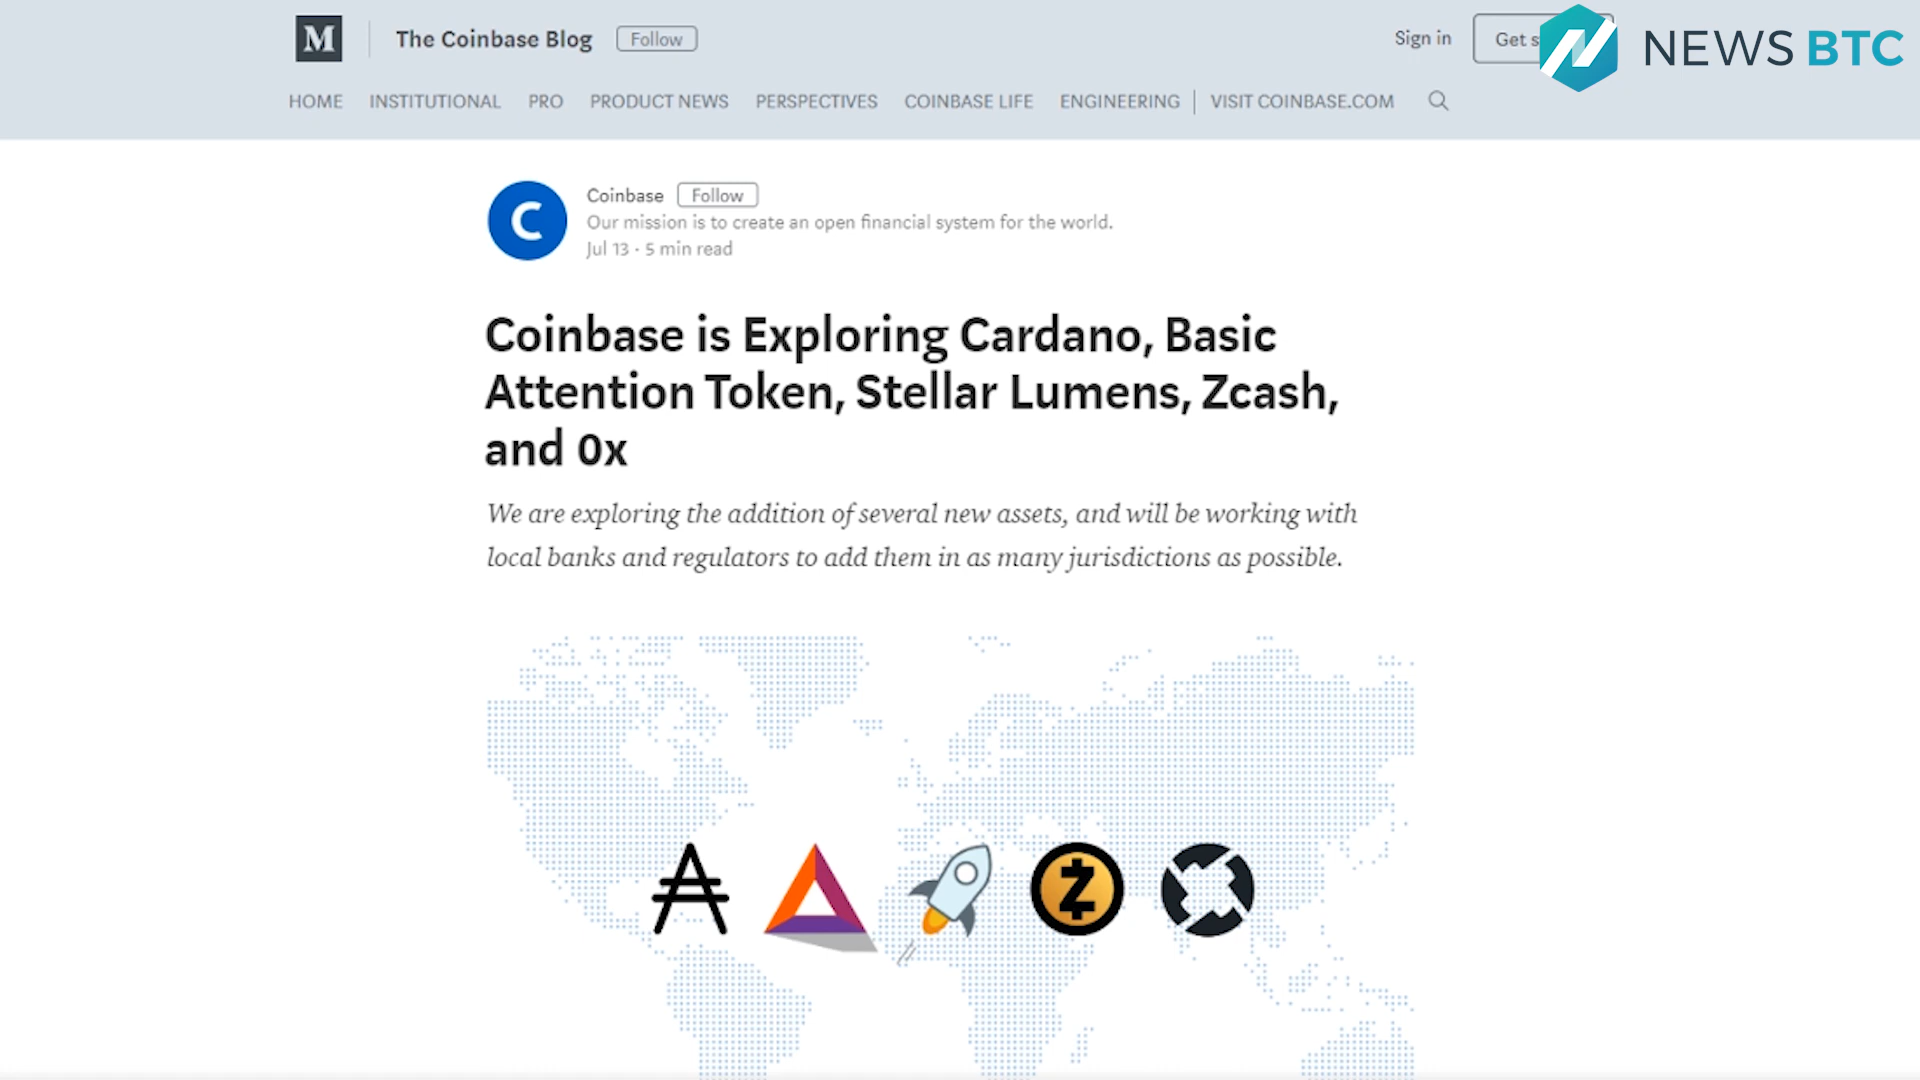 M
The Coinbase Blog
Follow
Sign in
Get s
NEWS BTC
HOME INSTITUTIONAL PRO PRODUCT NEWS PERSPECTIVES COINBASE LIFE ENGINEERING VISIT COINBASE.COM
C
Coinbase Follow
Our mission is to create an open financial system for the world.
Jul 13 · 5 min read
Coinbase is Exploring Cardano, Basic
Attention Token, Stellar Lumens, Zcash,
and 0x
We are exploring the addition of several new assets, and will be working with
local banks and regulators to add them in as many jurisdictions as possible.